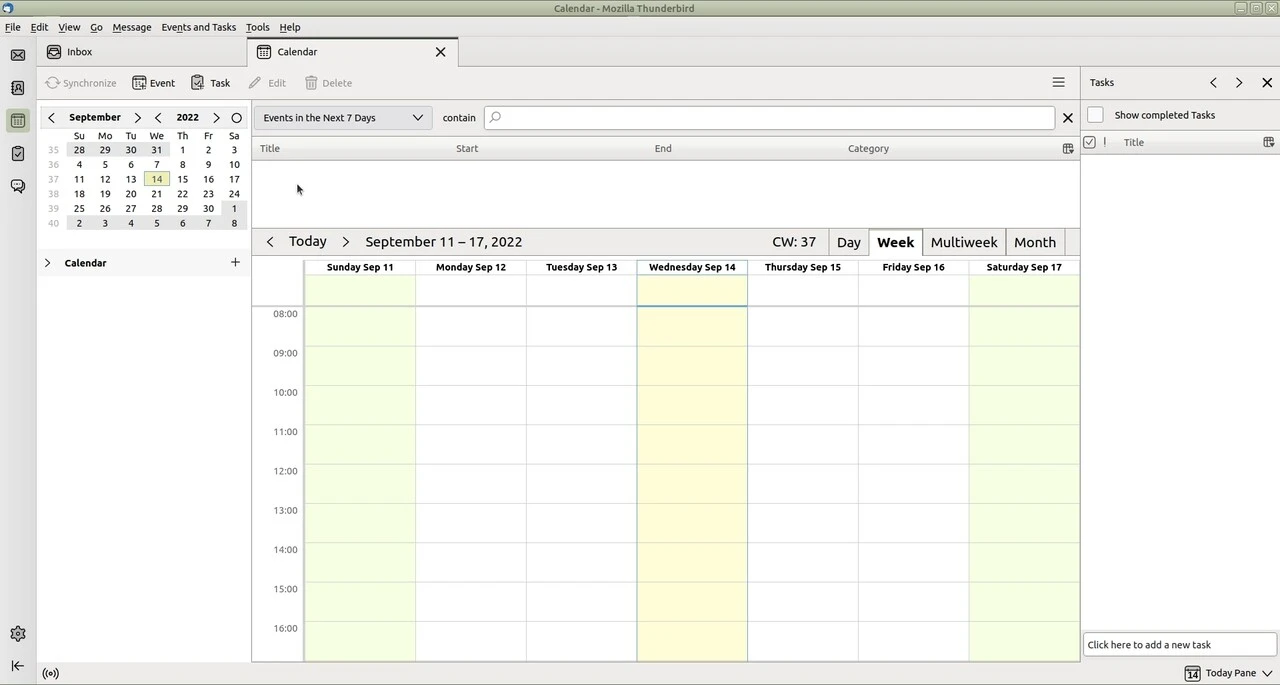 Calendar - Mozilla Thunderbird
File Edit View Go Message Events and Tasks Tools Help
Inbox
Calendar
Synchronize Event Task Edit Delete
Tasks
September 2022
Su Mo Tu We Th Fr Sa
35 28 29 30 31 1 2 3
36 4 5 6 7 8 9 10
37 11 12 13 14 15 16 17
38 18 19 20 21 22 23 24
39 25 26 27 28 29 30 1
40 2 3 4 5 6 7 8
Calendar
Events in the Next 7 Days contain
Title Start End Category
Today September 11 – 17, 2022 CW: 37 Day Week Multiweek Month
Sunday Sep 11 Monday Sep 12 Tuesday Sep 13 Wednesday Sep 14 Thursday Sep 15 Friday Sep 16 Saturday Sep 17
08:00
09:00
10:00
11:00
12:00
13:00
14:00
15:00
16:00
Show completed Tasks
! Title
Click here to add a new task
14 Today Pane